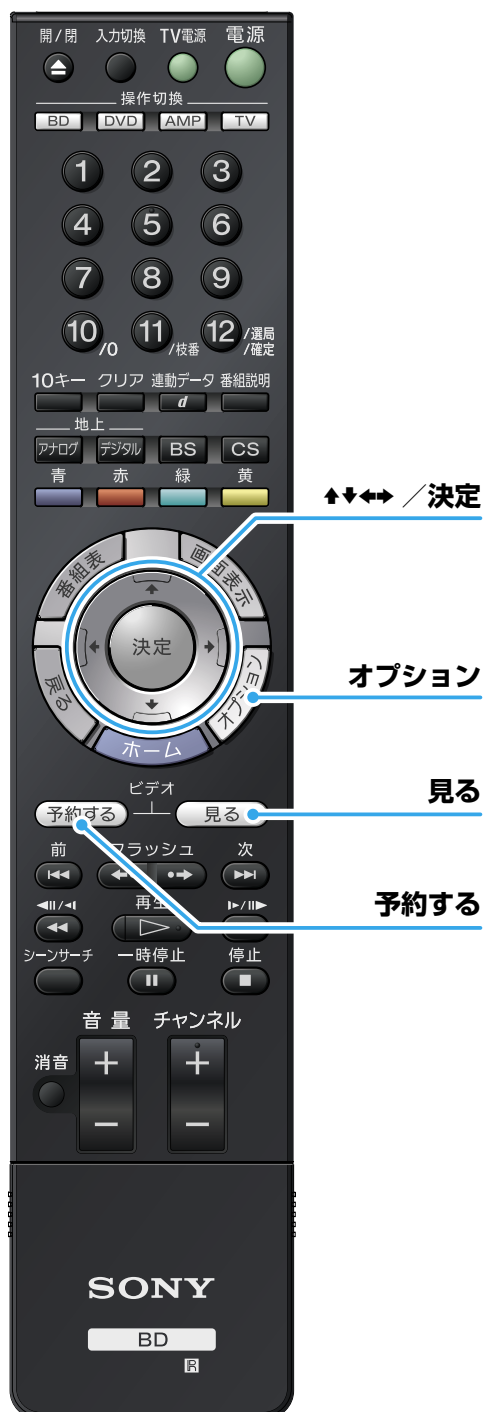 開/閉 入力切換 TV電源 電源
操作切換
BD DVD AMP TV
1 2 3
4 5 6
7 8 9
10/0 11/枝番 12/選局/確定
10キー クリア 連動データ 番組説明
d
地上
アナログ デジタル BS CS
青 赤 緑 黄
↑↓←→／決定
番組表 画面表示
決定
戻る オプション
オプション
ホーム
ビデオ
見る
予約する 見る
前 フラッシュ 次
予約する
再生
シーンサーチ 一時停止 停止
音量 チャンネル
消音 + +
− −
SONY
BD
R